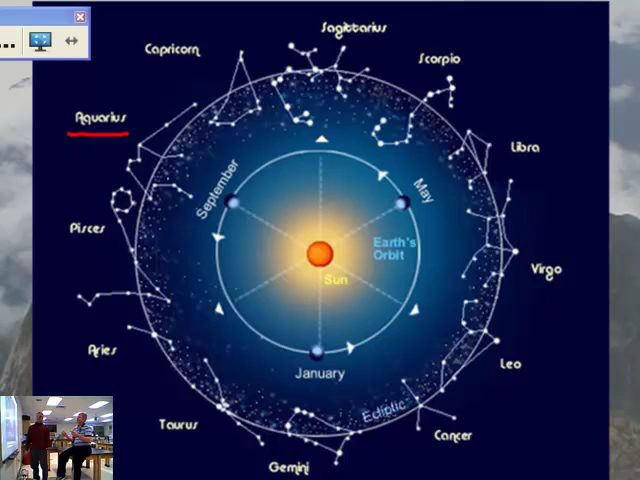 ...
Sagittarius
Capricorn
Scorpio
Aquarius
Libra
September
May
Pisces
Earth's
Orbit
Virgo
Sun
Aries
Leo
January
Ecliptic
Taurus
Cancer
Gemini